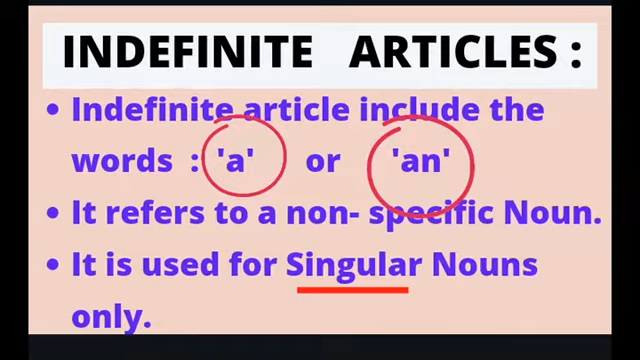 INDEFINITE ARTICLES :
• Indefinite article include the
words : 'a' or 'an'
• It refers to a non- specific Noun.
• It is used for Singular Nouns
only.